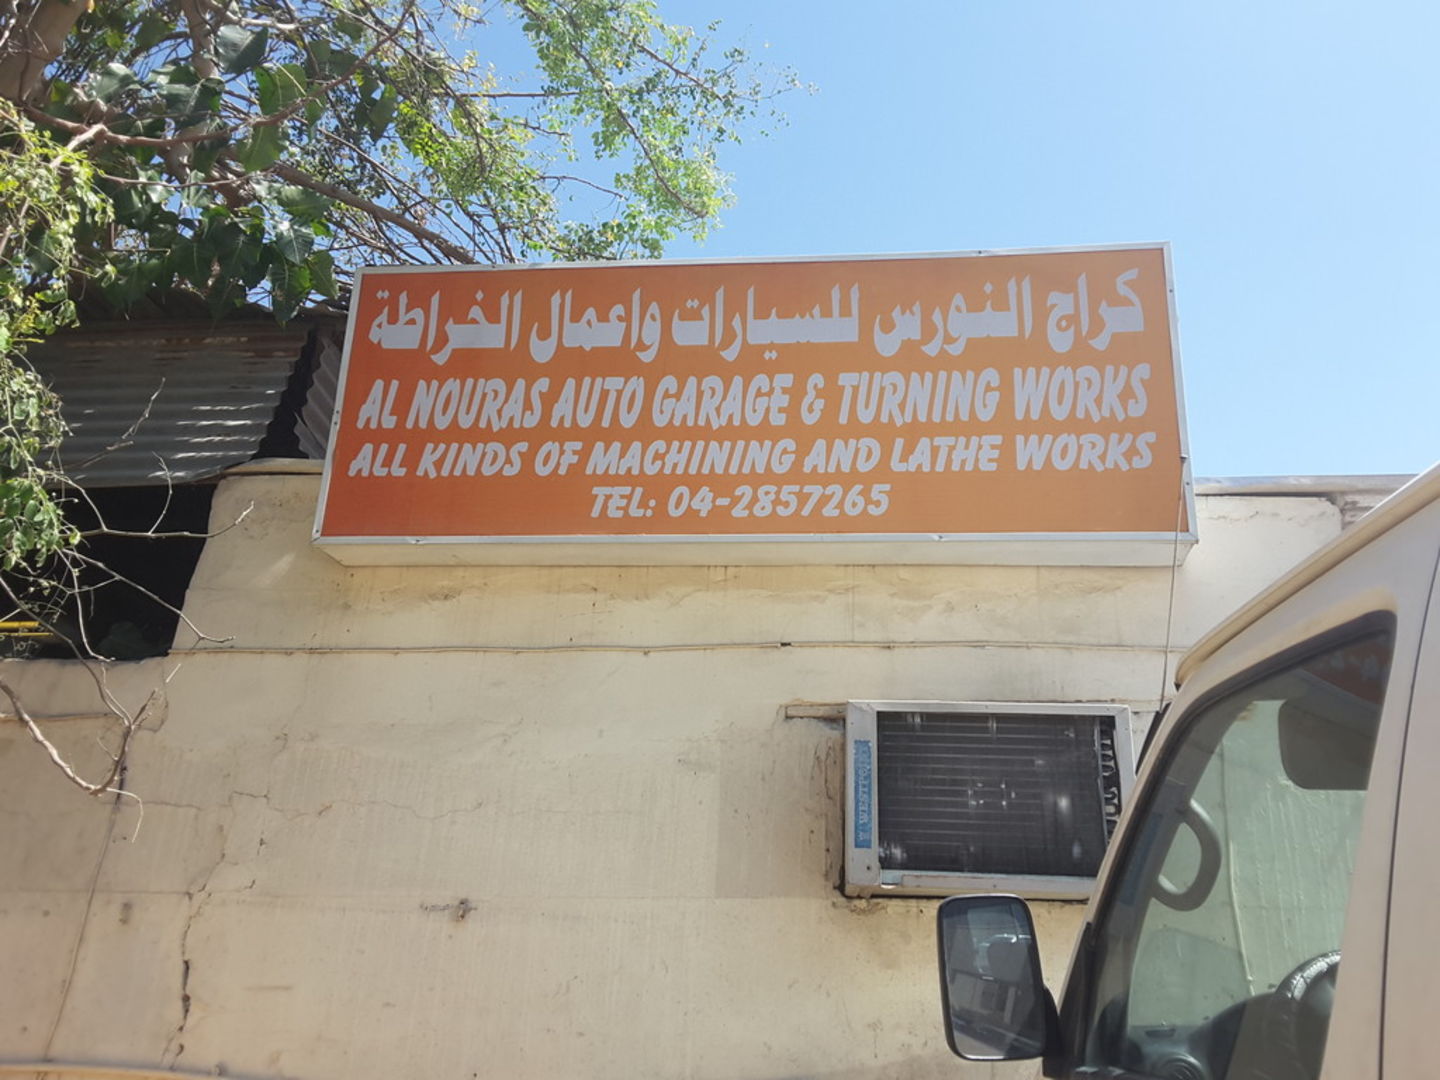 كراج النورس للسيارات واعمال الخراطة
AL NOURAS AUTO GARAGE & TURNING WORKS
ALL KINDS OF MACHINING AND LATHE WORKS
TEL: 04-2857265